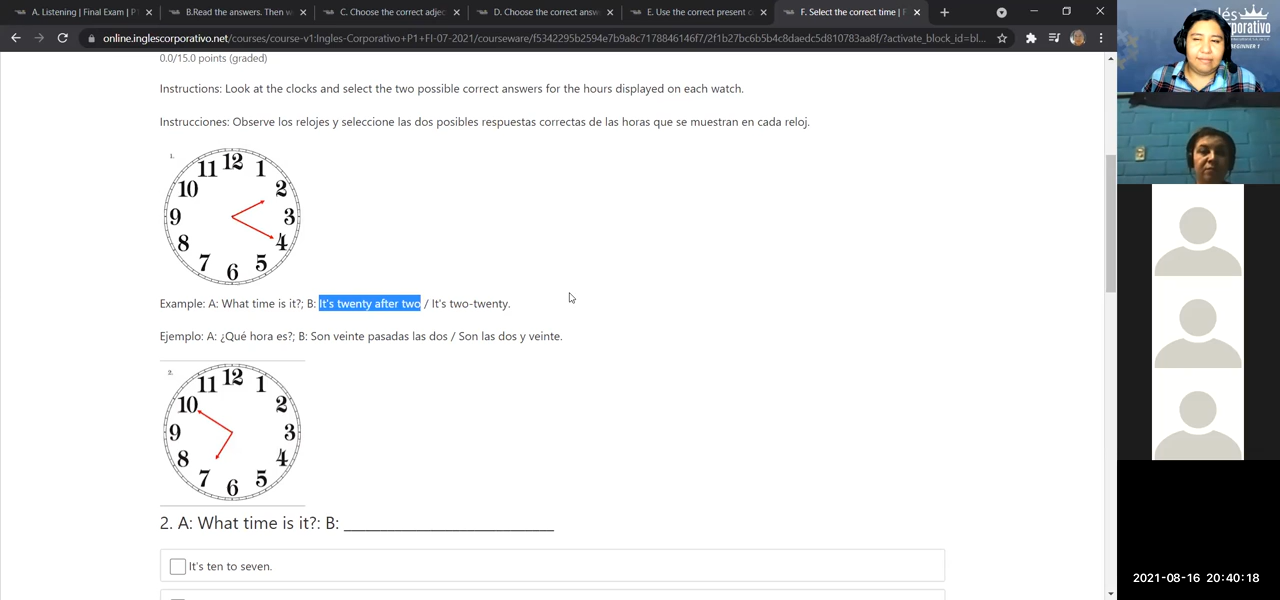 A. Listening | Final Exam | P
B.Read the answers. Then w
C. Choose the correct adjec
D. Choose the correct answ
E. Use the correct present c
F. Select the correct time | F
online.inglescorporativo.net/courses/course-v1:Ingles-Corporativo+P1+FI-07-2021/courseware/f5342295b2594e7b9a8c7178846146f7/2f1b27bc6b5b4c8daedc5d810783aa8f/?activate_block_id=bl...
0.0/15.0 points (graded)
Instructions: Look at the clocks and select the two possible correct answers for the hours displayed on each watch.
Instrucciones: Observe los relojes y seleccione las dos posibles respuestas correctas de las horas que se muestran en cada reloj.
1.
12
1
2
3
4
5
6
7
8
9
10
11
Example: A: What time is it?; B: It's twenty after two / It's two-twenty.
Ejemplo: A: ¿Qué hora es?; B: Son veinte pasadas las dos / Son las dos y veinte.
2.
12
1
2
3
4
5
6
7
8
9
10
11
2. A: What time is it?: B: ___________________________
It's ten to seven.
Inglés
BEGINNER 1
2021-08-16 20:40:18